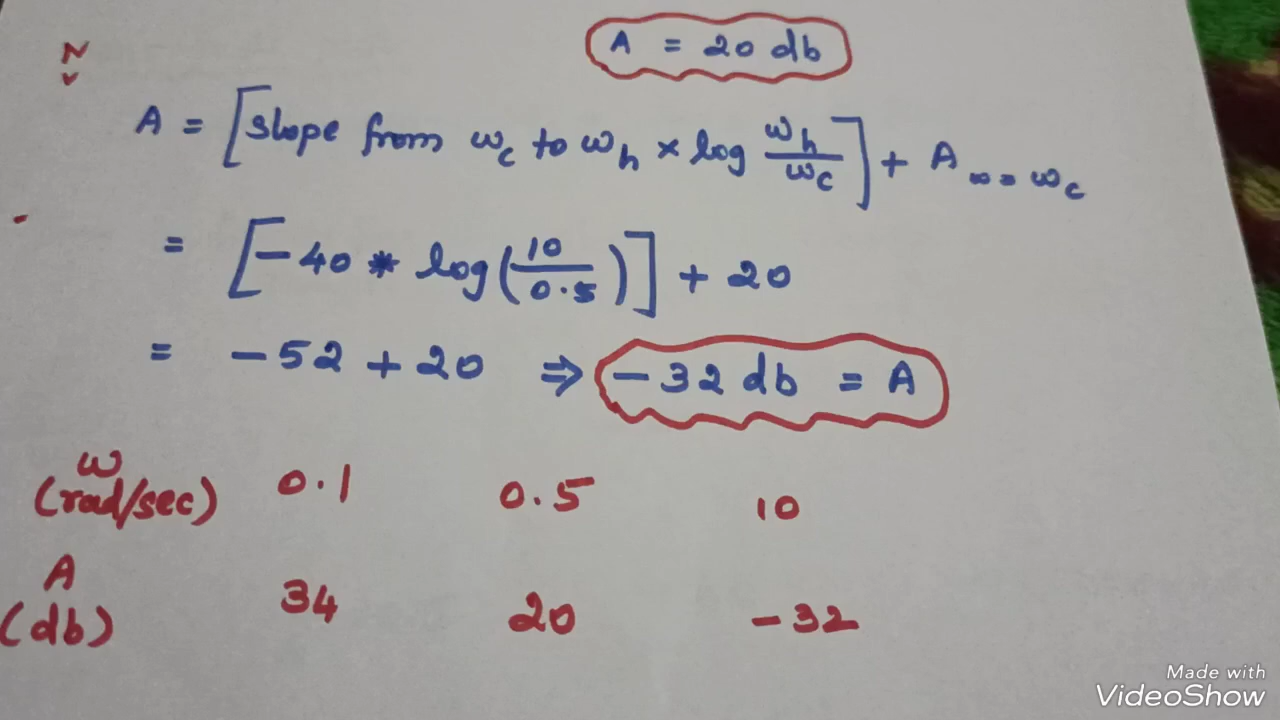 A = 20 db
A = [slope from ωc to ωh × log ωh/ωc] + A ω = ωc
= [-40 * log(10/0.5)] + 20
= -52 + 20 ⇒ -32 db = A
ω (rad/sec) 0.1 0.5 10
A (db) 34 20 -32
Made with
VideoShow